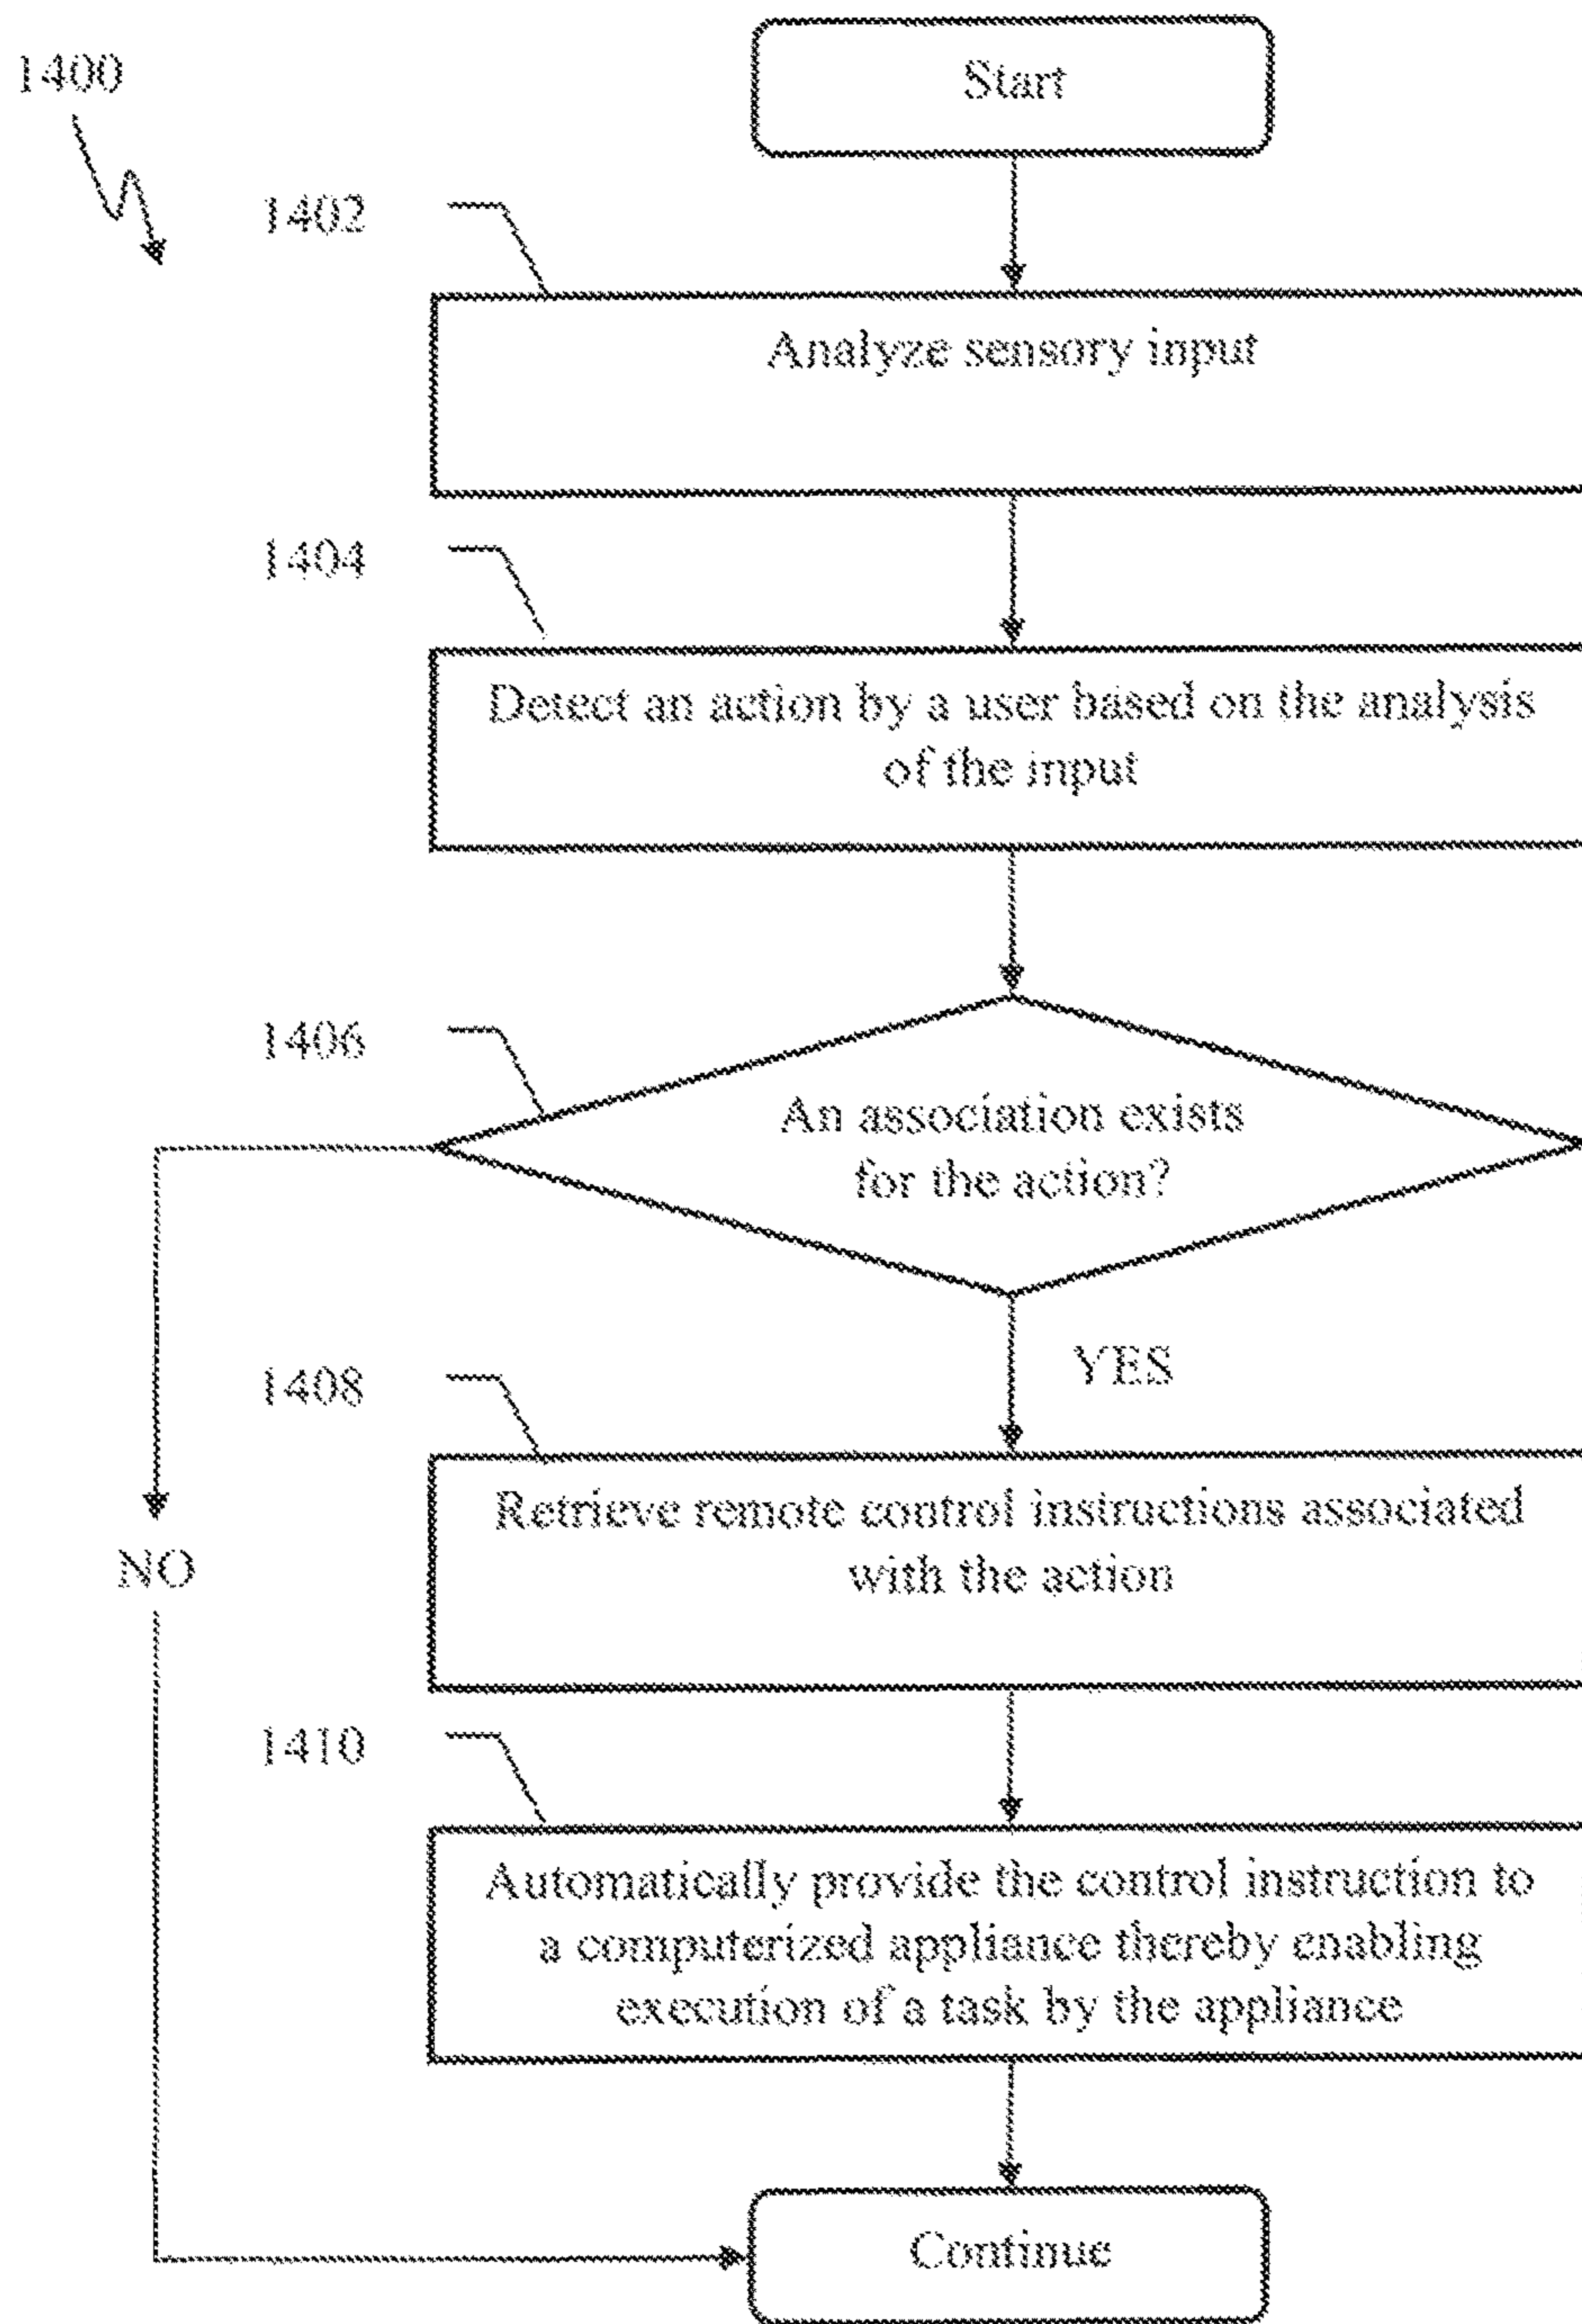 1400
Start
1402
Analyze sensory input
1404
Detect an action by a user based on the analysis
of the input
1406
An association exists
for the action?
YES
1408
Retrieve remote control instructions associated
with the action
NO
1410
Automatically provide the control instruction to
a computerized appliance thereby enabling
execution of a task by the appliance
Continue